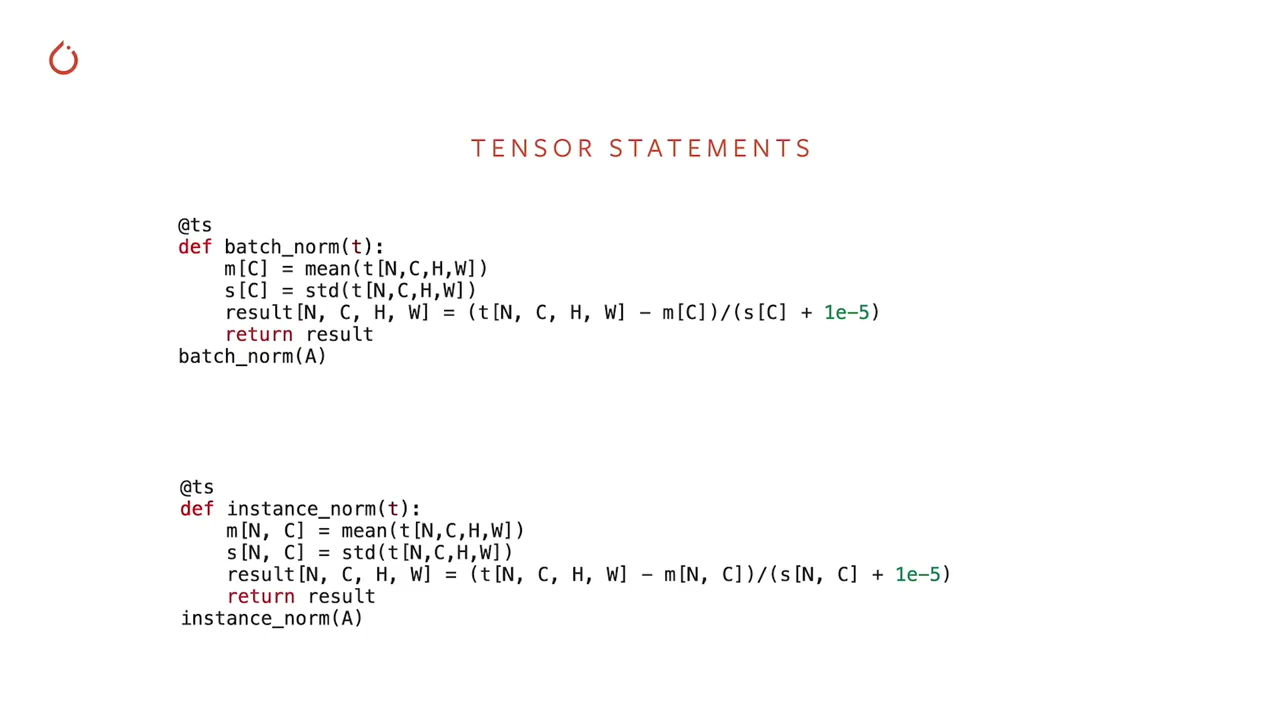 TENSOR STATEMENTS
@ts
def batch_norm(t):
    m[C] = mean(t[N,C,H,W])
    s[C] = std(t[N,C,H,W])
    result[N, C, H, W] = (t[N, C, H, W] - m[C])/(s[C] + 1e-5)
    return result
batch_norm(A)
@ts
def instance_norm(t):
    m[N, C] = mean(t[N,C,H,W])
    s[N, C] = std(t[N,C,H,W])
    result[N, C, H, W] = (t[N, C, H, W] - m[N, C])/(s[N, C] + 1e-5)
    return result
instance_norm(A)